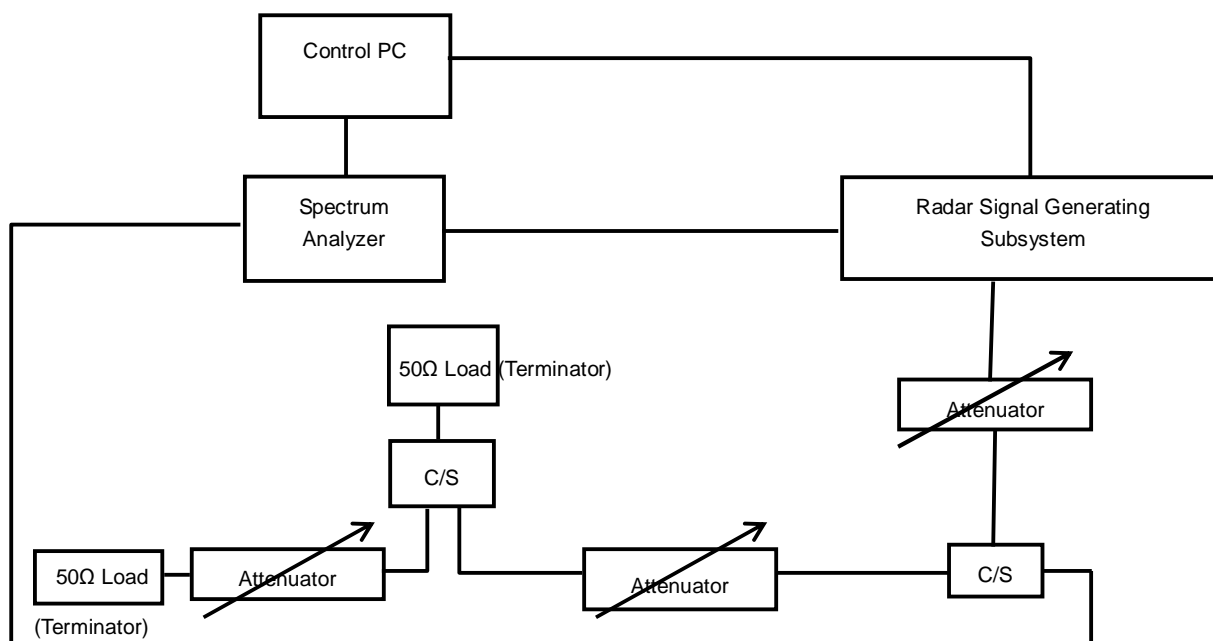 Control PC
Spectrum
Analyzer
Radar Signal Generating
Subsystem
50Ω Load (Terminator)
Attenuator
C/S
50Ω Load
(Terminator)
Attenuator
Attenuator
C/S